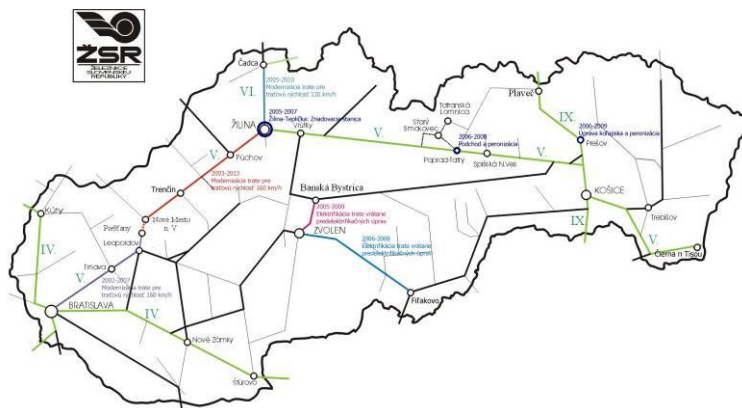 ŽSR
ŽELEZNICE
SLOVENSKEJ
REPUBLIKY
Čadca
VI.
2005-2010
Modernizácia trate pre
traťovú rýchlosť 120 km/h
2005-2007
Žilina-Teplička: Zriaďovacia stanica
ŽILINA
Vrútky
V.
Starý
Smokovec
Tatranská
Lomnica
2006-2008
Podchod a peronizácia
Poprad-Tatry
Spišská N.Ves
V.
Plaveč
IX.
2006-2009
Úprava koľajiska a peronizácia
Prešov
V.
Púchov
2003-2013
Modernizácia trate pre
traťovú rýchlosť 160 km/h
Trenčín
Banská Bystrica
2005-2009
Elektrifikácia trate vrátane
predelektrifikačných úprav
ZVOLEN
2006-2008
Elektrifikácia trate vrátane
predelektrifikačných úprav
KOŠICE
IX.
Trebišov
V.
Čierna n Tisou
Kúty
IV.
Nové Mesto
n. V
Piešťany
Leopoldov
Trnava
V
2002-2007
Modernizácia trate pre
traťovú rýchlosť 160 km/h
BRATISLAVA
IV.
Fiľakovo
Nové Zámky
Štúrovo